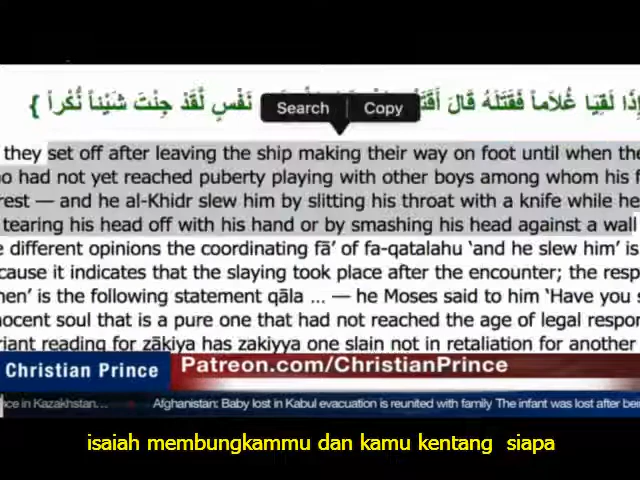 إِذَا لَقِيَا غُلَاماً فَقَتَلَهُ قَالَ نَفْسٍ لَّقَدْ جِئْتَ شَيْئاً نُّكْراً }
Search Copy
they set off after leaving the ship making their way on foot until when the
had not yet reached puberty playing with other boys among whom his
rest — and he al-Khidr slew him by slitting his throat with a knife while he
tearing his head off with his hand or by smashing his head against a wall
different opinions the coordinating fā’ of fa-qatalahu ‘and he slew him’ is
cause it indicates that the slaying took place after the encounter; the
is the following statement qāla ... — he Moses said to him ‘Have you
nocent soul that is a pure one that had not reached the age of legal
riant reading for zākiya has zakiyya one slain not in retaliation for another
Christian Prince
Patreon.com/ChristianPrince
ce in Kazakhstan... Afghanistan: Baby lost in Kabul evacuation is reunited with family The infant was lost after
isaiah membungkammu dan kamu kentang siapa